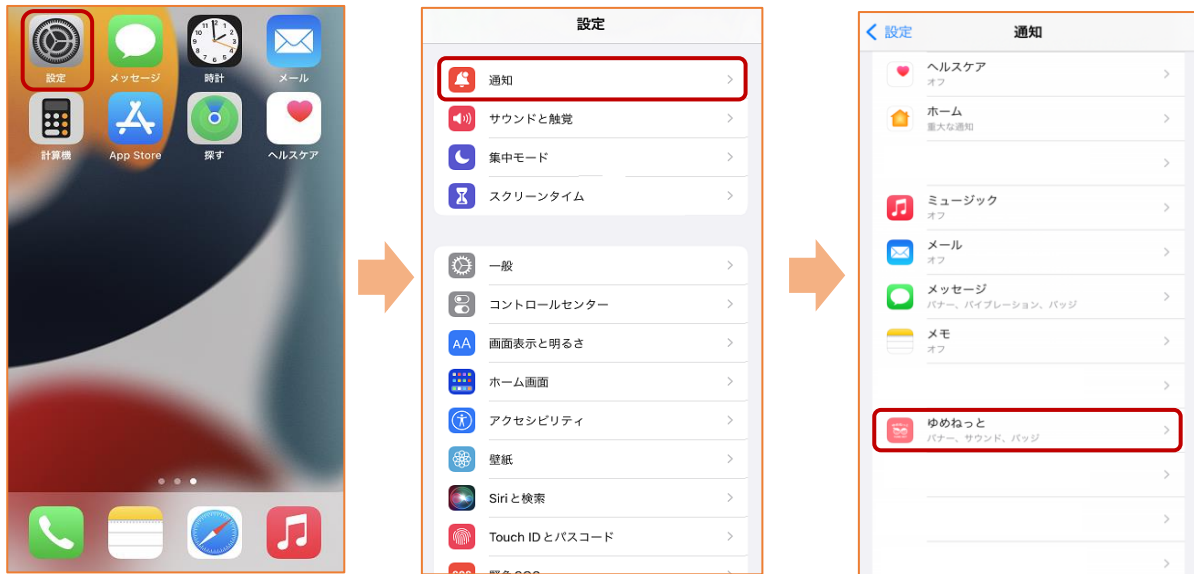 設定
メッセージ
時計
メール
計算機
App Store
探す
ヘルスケア
設定
通知
サウンドと触覚
集中モード
スクリーンタイム
一般
コントロールセンター
画面表示と明るさ
AA
ホーム画面
アクセシビリティ
壁紙
Siriと検索
Touch IDとパスコード
設定
通知
ヘルスケア
オフ
ホーム
重大な通知
ミュージック
オフ
メール
オフ
メッセージ
バナー、バイブレーション、バッジ
メモ
オフ
ゆめねっと
バナー、サウンド、バッジ